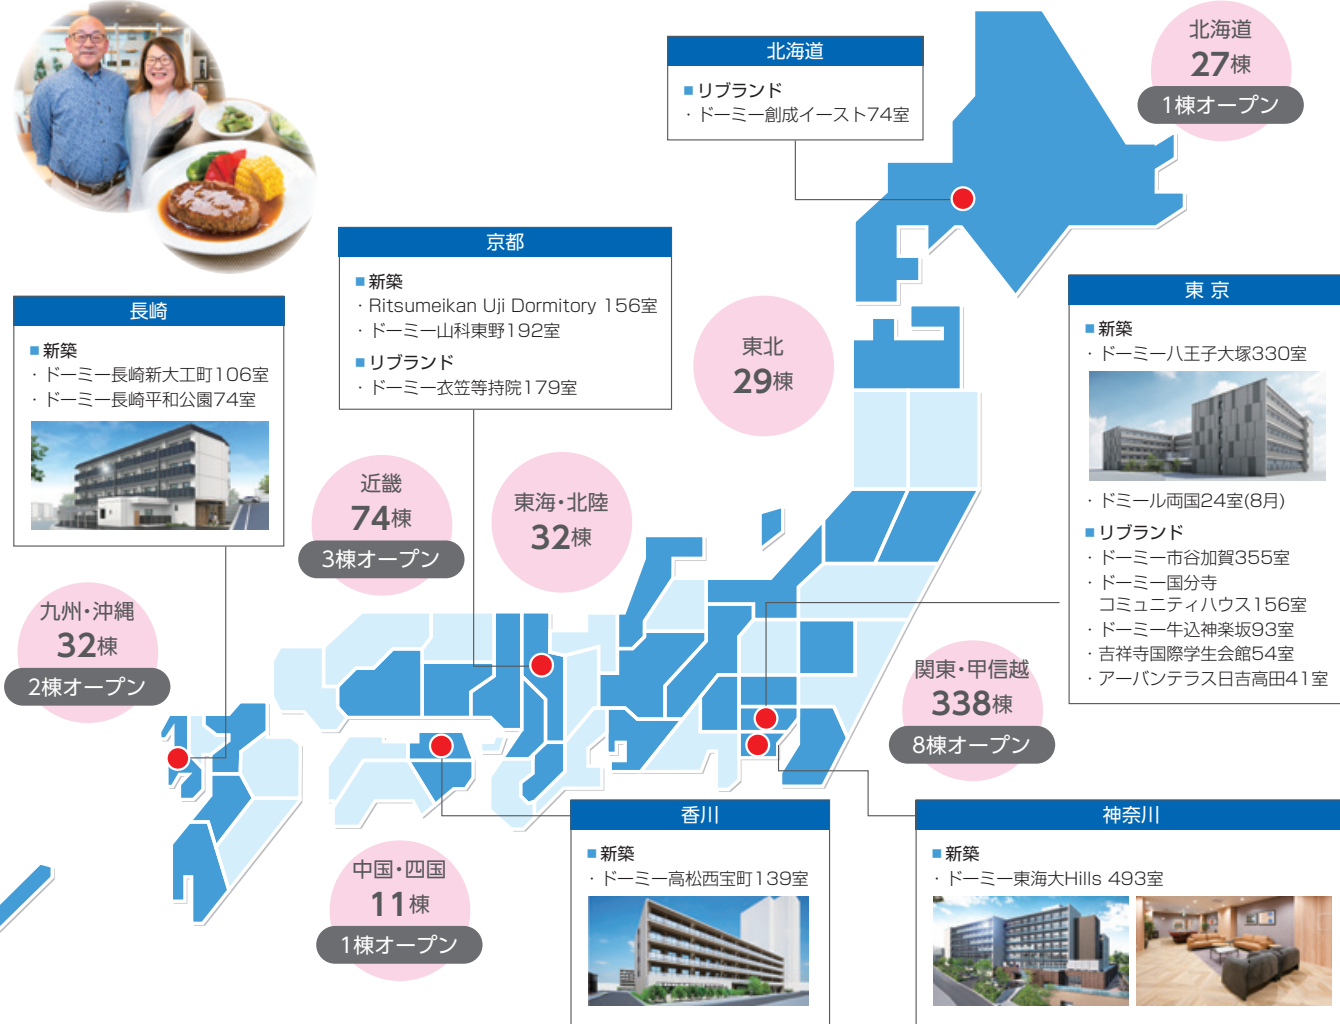 北海道
■ リブランド
・ドーミー創成イースト74室
北海道
27棟
1棟オープン
京都
■ 新築
・Ritsumeikan Uji Dormitory 156室
・ドーミー山科東野192室
■ リブランド
・ドーミー衣笠等持院179室
長崎
■ 新築
・ドーミー長崎新大工町106室
・ドーミー長崎平和公園74室
東北
29棟
東京
■ 新築
・ドーミー八王子大塚330室
・ドミール両国24室(8月)
■ リブランド
・ドーミー市谷加賀355室
・ドーミー国分寺
コミュニティハウス156室
・ドーミー牛込神楽坂93室
・吉祥寺国際学生会館54室
・アーバンテラス日吉高田41室
近畿
74棟
3棟オープン
東海・北陸
32棟
九州・沖縄
32棟
2棟オープン
関東・甲信越
338棟
8棟オープン
中国・四国
11棟
1棟オープン
香川
■ 新築
・ドーミー高松西宝町139室
神奈川
■ 新築
・ドーミー東海大Hills 493室